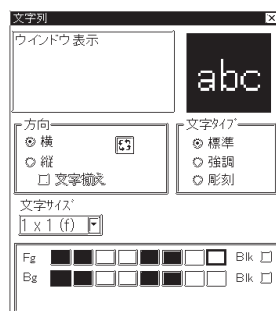 文字列
ウインドウ表示
abc
方向
横
縦
文字揃え
文字タイプ
標準
強調
彫刻
文字サイズ
1 x 1 (f)
Fg Blk
Bg Blk